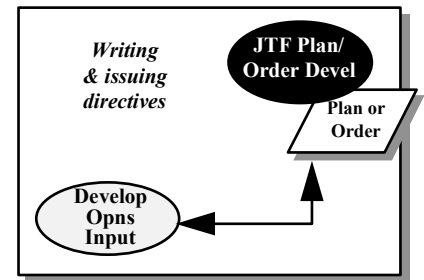 Writing
& issuing
directives
JTF Plan/
Order Devel
Plan or
Order
Develop
Opns
Input